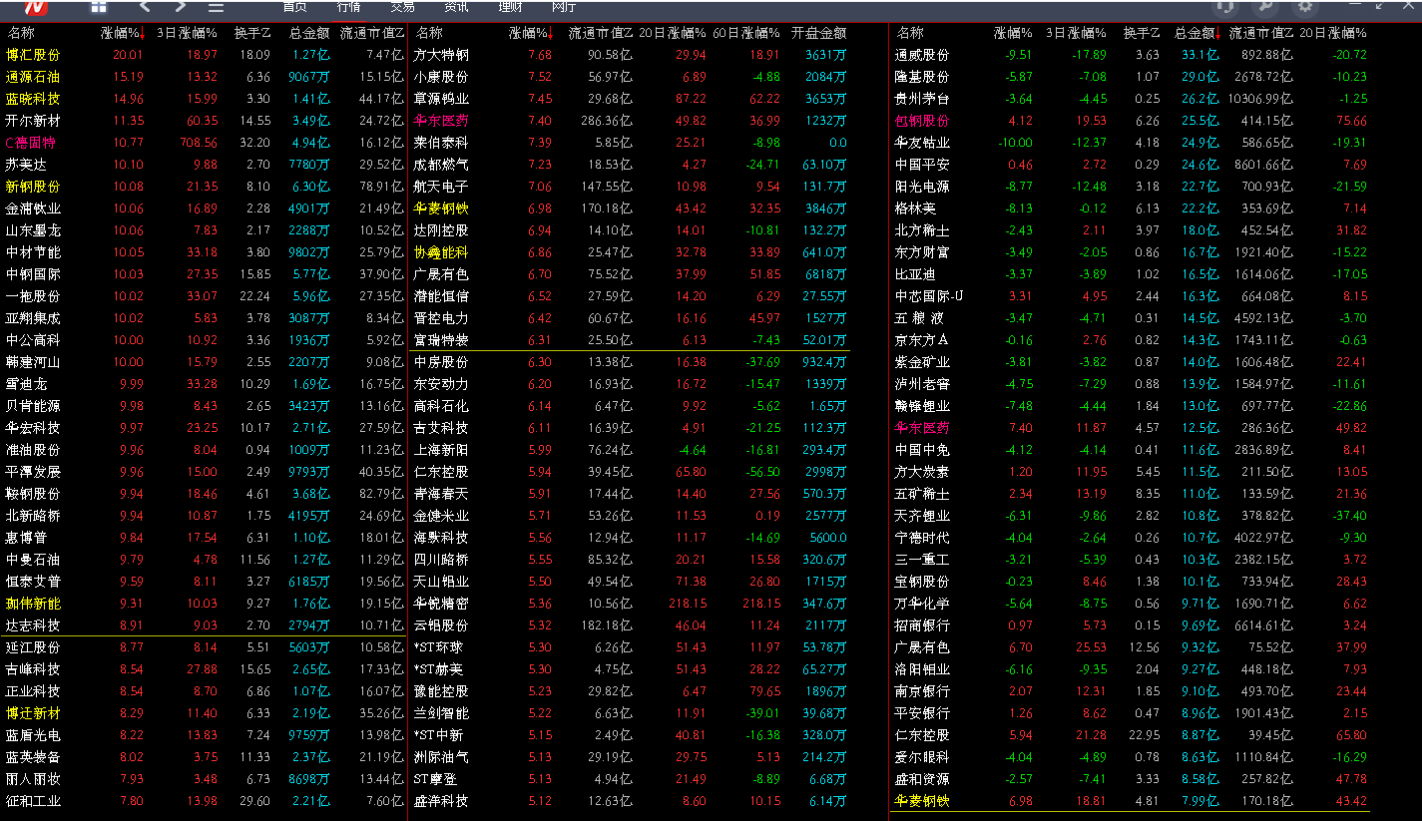 首页 行情 交易 资讯 理财 网厅
名称 涨幅%↓ 3日涨幅% 换手Z 总金额 流通市值Z 名称 涨幅%↓ 流通市值Z 20日涨幅% 60日涨幅% 开盘金额 名称 涨幅% 3日涨幅% 换手Z 总金额↓ 流通市值Z 20日涨幅%
博汇股份 20.01 18.97 18.09 1.27亿 7.47亿 方大特钢 7.68 90.58亿 29.94 18.91 3631万 通威股份 -9.51 -17.89 3.63 33.1亿 892.88亿 -20.72
通源石油 15.19 13.32 6.36 9067万 15.15亿 小康股份 7.52 56.97亿 6.89 -4.88 2084万 隆基股份 -5.87 -7.08 1.07 29.0亿 2678.72亿 -10.23
蓝晓科技 14.96 15.99 3.30 1.41亿 44.17亿 章源钨业 7.45 29.68亿 87.22 62.22 3653万 贵州茅台 -3.64 -4.45 0.25 26.2亿 10306.99亿 -1.25
开尔新材 11.35 60.35 14.55 3.49亿 24.72亿 华东医药 7.40 286.36亿 49.82 36.99 1232万 包钢股份 4.12 19.53 6.26 25.5亿 414.15亿 75.66
C德固特 10.77 708.56 32.20 4.94亿 16.12亿 莱伯泰科 7.39 5.85亿 25.21 -8.98 0.0 华友钴业 -10.00 -12.37 4.18 24.9亿 586.65亿 -19.31
苏美达 10.10 9.88 2.70 7780万 29.52亿 成都燃气 7.23 18.53亿 4.27 -24.71 63.10万 中国平安 0.46 2.72 0.29 24.6亿 8601.66亿 7.69
新钢股份 10.08 21.35 8.10 6.30亿 78.91亿 航天电子 7.06 147.55亿 10.98 9.54 131.7万 阳光电源 -8.77 -12.48 3.18 22.7亿 700.93亿 -21.59
金浦钛业 10.06 16.89 2.28 4901万 21.49亿 华菱钢铁 6.98 170.18亿 43.42 32.35 3846万 格林美 -8.13 -0.12 6.13 22.2亿 353.69亿 7.14
山东墨龙 10.06 7.83 2.17 2288万 10.52亿 达刚控股 6.94 14.10亿 14.01 -10.81 132.2万 北方稀土 -2.43 2.11 3.97 18.0亿 452.54亿 31.82
中材节能 10.05 33.18 3.80 9802万 25.79亿 协鑫能科 6.86 25.47亿 32.78 33.89 641.0万 东方财富 -3.49 -2.05 0.86 16.7亿 1921.40亿 -15.22
中钢国际 10.03 27.35 15.85 5.77亿 37.90亿 广晟有色 6.70 75.52亿 37.99 51.85 6818万 比亚迪 -3.37 -3.89 1.02 16.5亿 1614.06亿 -17.05
一拖股份 10.02 33.07 22.24 5.96亿 27.35亿 潜能恒信 6.52 27.59亿 14.20 6.29 27.55万 中芯国际-U 3.31 4.95 2.44 16.3亿 664.08亿 8.15
亚翔集成 10.02 5.83 3.78 3087万 8.34亿 晋控电力 6.42 60.67亿 16.16 45.97 1527万 五 粮 液 -3.47 -4.71 0.31 14.5亿 4592.13亿 -3.70
中公高科 10.00 10.92 3.36 1936万 5.92亿 富瑞特装 6.31 25.50亿 6.13 -7.43 52.01万 京东方A -0.16 2.76 0.82 14.3亿 1743.11亿 -0.63
韩建河山 10.00 15.79 2.55 2207万 9.08亿 中房股份 6.30 13.38亿 16.38 -37.69 932.4万 紫金矿业 -3.81 -3.82 0.87 14.0亿 1606.48亿 22.41
雪迪龙 9.99 33.28 10.29 1.69亿 16.75亿 东安动力 6.20 16.93亿 16.72 -15.47 1339万 泸州老窖 -4.75 -7.29 0.88 13.9亿 1584.97亿 -11.61
贝肯能源 9.98 8.43 2.65 3423万 13.16亿 高科石化 6.14 6.47亿 9.92 -5.62 1.65万 赣锋锂业 -7.48 -4.44 1.84 13.0亿 697.77亿 -22.86
华宏科技 9.97 23.25 10.17 2.71亿 27.59亿 吉艾科技 6.11 16.39亿 4.91 -21.25 112.3万 华东医药 7.40 11.87 4.57 12.5亿 286.36亿 49.82
准油股份 9.96 8.04 0.94 1009万 11.23亿 上海新阳 5.99 76.24亿 -4.64 -16.81 293.4万 中国中免 -4.12 -4.14 0.41 11.6亿 2836.89亿 8.41
平潭发展 9.96 15.00 2.49 9793万 40.35亿 仁东控股 5.94 39.45亿 65.80 -56.50 2998万 方大炭素 1.20 11.95 5.45 11.5亿 211.50亿 13.05
鞍钢股份 9.94 18.46 4.61 3.68亿 82.79亿 青海春天 5.91 17.44亿 14.40 27.56 570.3万 五矿稀土 2.34 13.19 8.35 11.0亿 133.59亿 21.36
北新路桥 9.94 10.87 1.75 4195万 24.69亿 金健米业 5.71 53.26亿 11.53 0.19 2577万 天齐锂业 -6.31 -9.86 2.82 10.8亿 378.82亿 -37.40
惠博普 9.84 17.54 6.31 1.10亿 18.01亿 海默科技 5.56 12.94亿 11.17 -14.69 5600.0 宁德时代 -4.04 -2.64 0.26 10.7亿 4022.97亿 -9.30
中曼石油 9.79 4.78 11.56 1.27亿 11.29亿 四川路桥 5.55 85.32亿 20.21 15.58 320.6万 三一重工 -3.21 -5.39 0.43 10.3亿 2382.15亿 3.72
恒泰艾普 9.59 8.11 3.27 6185万 19.56亿 天山铝业 5.50 49.54亿 71.38 26.80 1715万 宝钢股份 -0.23 8.46 1.38 10.1亿 733.94亿 28.43
珈伟新能 9.31 10.03 9.27 1.76亿 19.15亿 华锐精密 5.36 10.56亿 218.15 218.15 347.6万 万华化学 -5.64 -8.75 0.56 9.71亿 1690.71亿 6.62
达志科技 8.91 9.03 2.70 2794万 10.71亿 云铝股份 5.32 182.18亿 46.04 11.24 2117万 招商银行 0.97 5.73 0.15 9.69亿 6614.61亿 3.24
延江股份 8.77 8.14 5.51 5603万 10.58亿 *ST环球 5.30 6.26亿 51.43 11.97 53.78万 广晟有色 6.70 25.53 12.56 9.32亿 75.52亿 37.99
吉峰科技 8.54 27.88 15.65 2.65亿 17.33亿 *ST赫美 5.30 4.75亿 51.43 28.22 65.27万 洛阳钼业 -6.16 -9.35 2.04 9.27亿 448.18亿 7.93
正业科技 8.54 8.70 6.86 1.07亿 16.07亿 豫能控股 5.23 29.82亿 6.47 79.65 1896万 南京银行 2.07 12.31 1.85 9.10亿 493.70亿 23.44
博迁新材 8.29 11.40 6.33 2.19亿 35.26亿 兰剑智能 5.22 6.63亿 11.91 -39.01 39.68万 平安银行 1.26 8.62 0.47 8.96亿 1901.43亿 2.15
蓝盾光电 8.22 13.83 7.24 9759万 13.98亿 *ST中新 5.15 2.49亿 40.81 -16.38 328.0万 仁东控股 5.94 21.28 22.95 8.87亿 39.45亿 65.80
蓝英装备 8.02 3.75 11.33 2.37亿 21.19亿 洲际油气 5.13 29.19亿 29.75 5.13 214.2万 爱尔眼科 -4.04 -4.89 0.78 8.63亿 1110.84亿 -16.29
丽人丽妆 7.93 3.48 6.73 8698万 13.44亿 ST摩登 5.13 4.94亿 21.49 -8.89 6.68万 盛和资源 -2.57 -7.41 3.33 8.58亿 257.82亿 47.78
征和工业 7.80 13.98 29.60 2.21亿 7.60亿 盛洋科技 5.12 12.63亿 8.60 10.15 6.14万 华菱钢铁 6.98 18.81 4.81 7.99亿 170.18亿 43.42